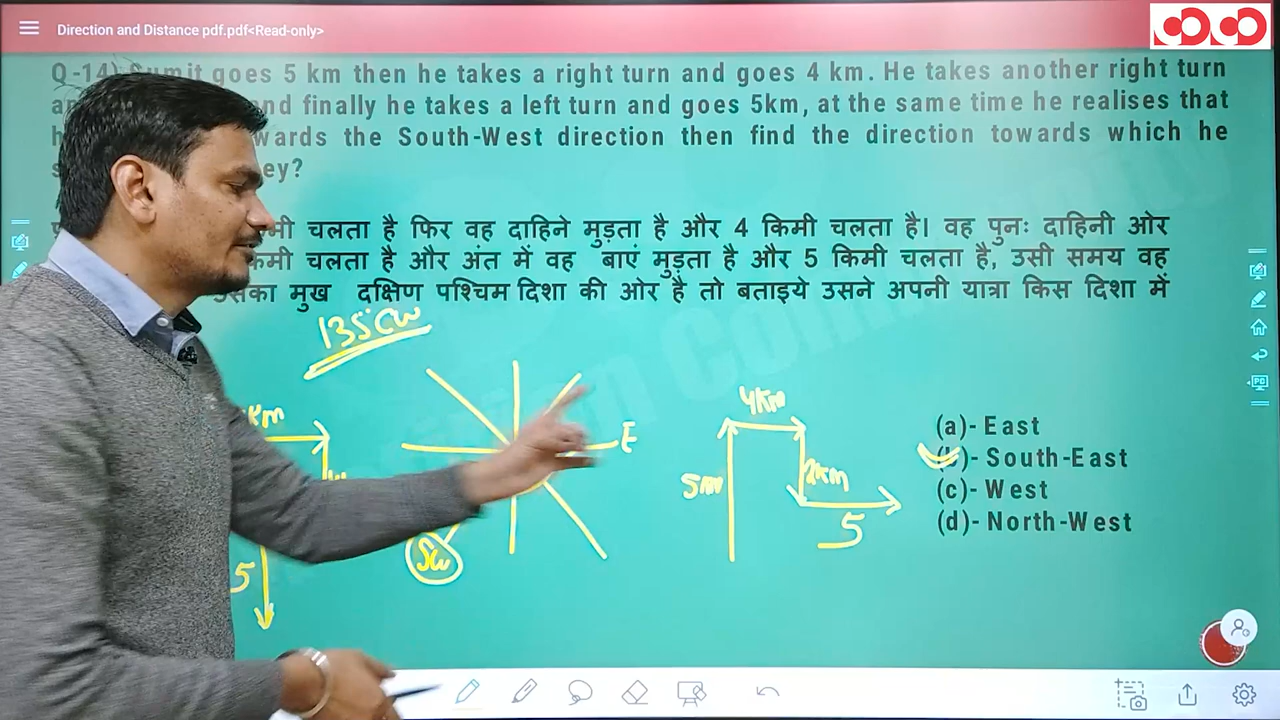 Direction and Distance pdf.pdf<Read-only>
Q-14) Sumit goes 5 km then he takes a right turn and goes 4 km. He takes another right turn
and finally he takes a left turn and goes 5km, at the same time he realises that
the South-West direction then find the direction towards which he
किमी चलता है फिर वह दाहिने मुड़ता है और 4 किमी चलता है। वह पुनः दाहिनी ओर
किमी चलता है और अंत में वह बाएं मुड़ता है और 5 किमी चलता है, उसी समय वह
उसका मुख दक्षिण पश्चिम दिशा की ओर है तो बताइये उसने अपनी यात्रा किस दिशा में
135°CW
km
E
SW
5
4km
5km
2km
5
(a)- East
(b)- South-East
(c)- West
(d)- North-West